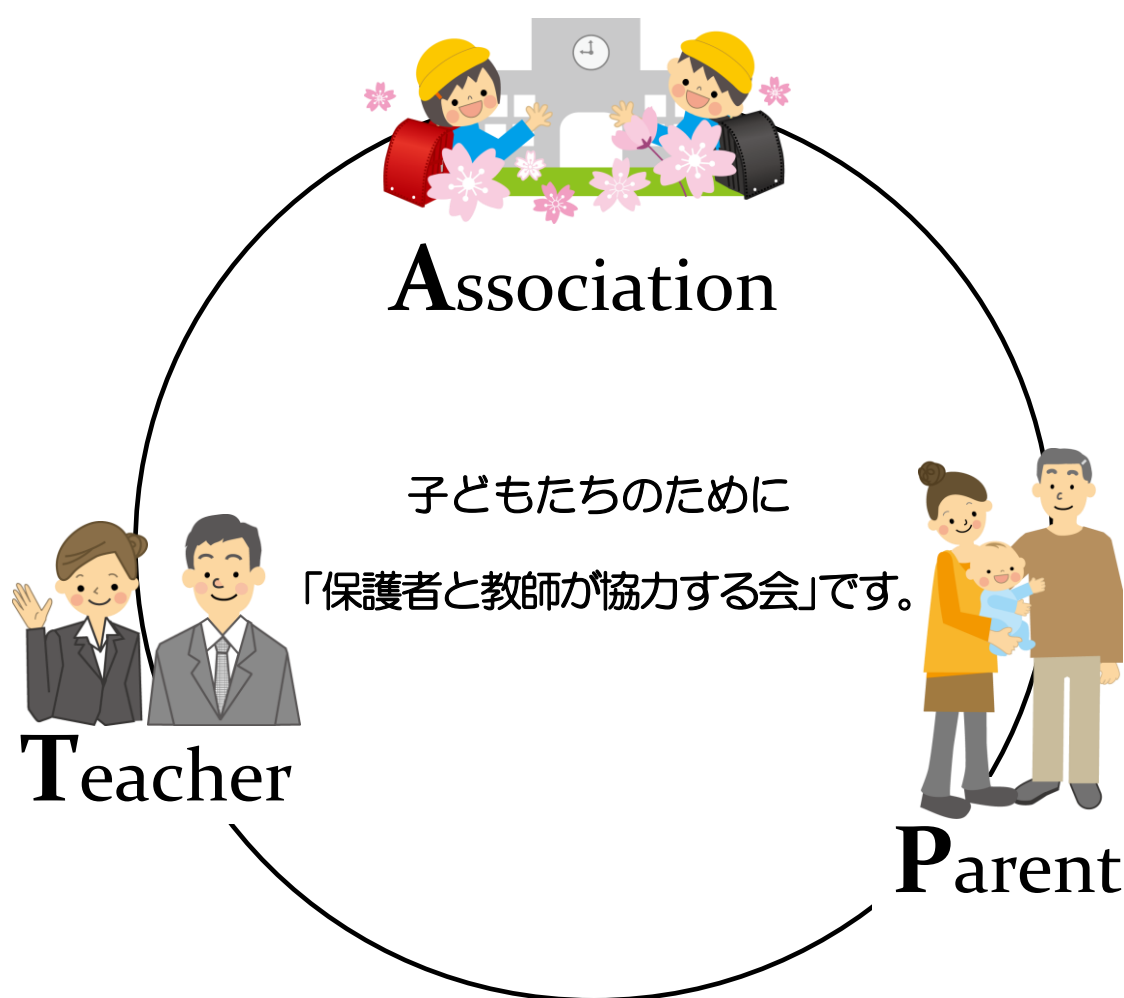 Association
子どもたちのために
「保護者と教師が協力する会」です。
Teacher
Parent